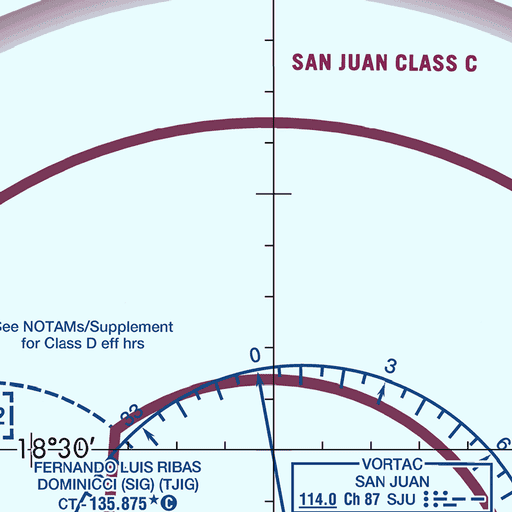 SAN JUAN CLASS C
See NOTAMs/Supplement
for Class D eff hrs
0
3
33
6
2
18°30′
FERNANDO LUIS RIBAS
DOMINICCI (SIG) (TJIG)
CT - 135.875 ★ C
VORTAC
SAN JUAN
114.0 Ch 87 SJU